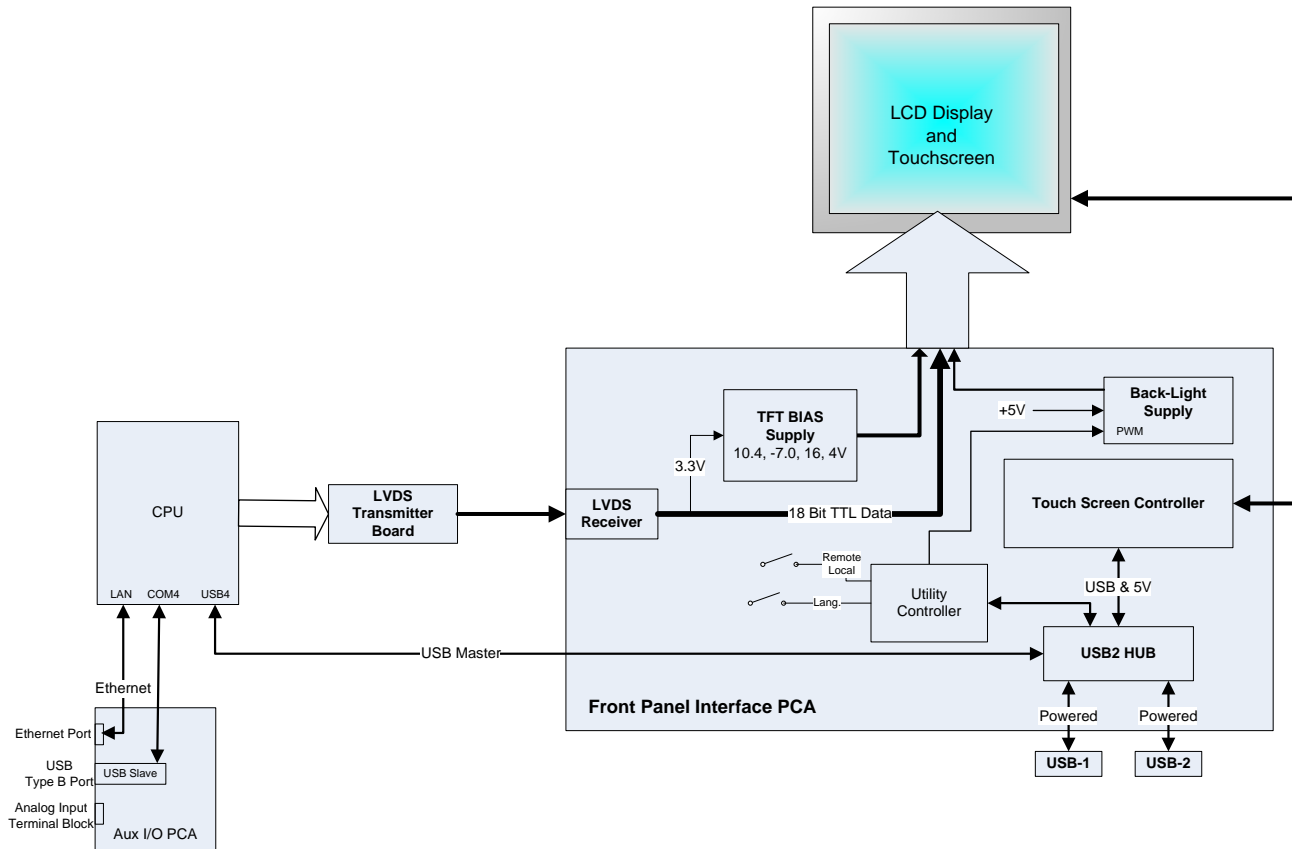 LCD Display
and
Touchscreen
Back-Light
Supply
+5V
PWM
TFT BIAS
Supply
10.4, -7.0, 16, 4V
3.3V
CPU
LVDS
Transmitter
Board
LVDS
Receiver
18 Bit TTL Data
Touch Screen Controller
Remote
Local
Lang.
Utility
Controller
USB & 5V
LAN
COM4
USB4
USB Master
USB2 HUB
Ethernet
Front Panel Interface PCA
Powered
Powered
USB-1
USB-2
Ethernet Port
USB
Type B Port
USB Slave
Analog Input
Terminal Block
Aux I/O PCA